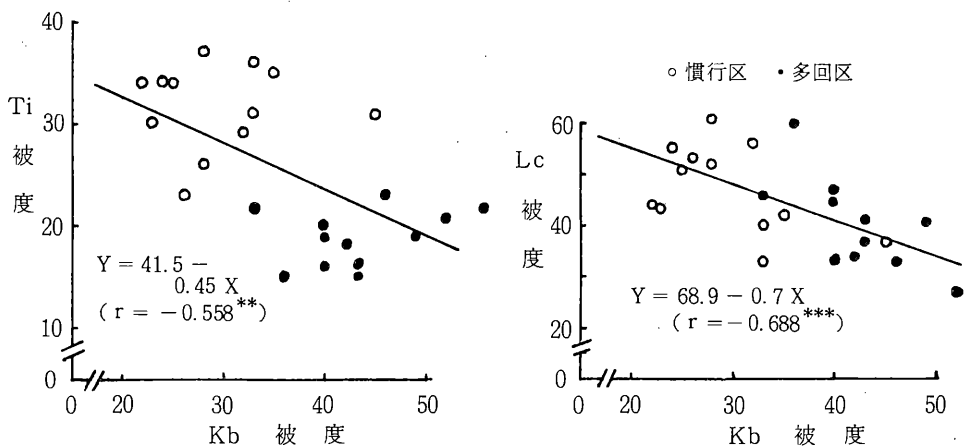 40
Ti
30
被
度
20
Y = 41.5 −
0.45 X
( r = −0.558** )
10
0
0 20 30 40 50
Kb 被 度
○ 慣行区 • 多回区
60
Lc
被
40
度
Y = 68.9 − 0.7 X
( r = −0.688*** )
20
0
0 20 30 40 50
Kb 被 度